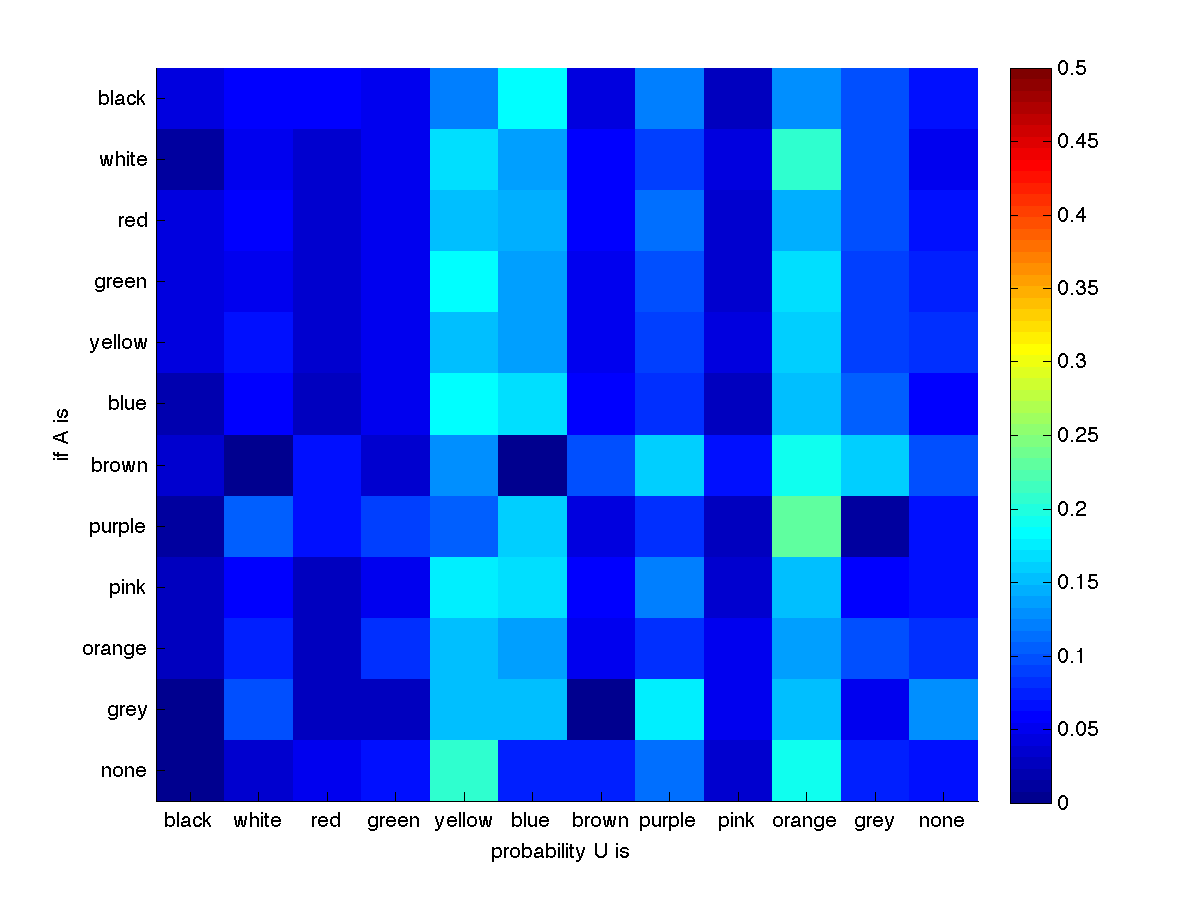 black
white
red
green
yellow
blue
brown
purple
pink
orange
grey
none
if A is
black white red green yellow blue brown purple pink orange grey none
probability U is
0.5
0.45
0.4
0.35
0.3
0.25
0.2
0.15
0.1
0.05
0